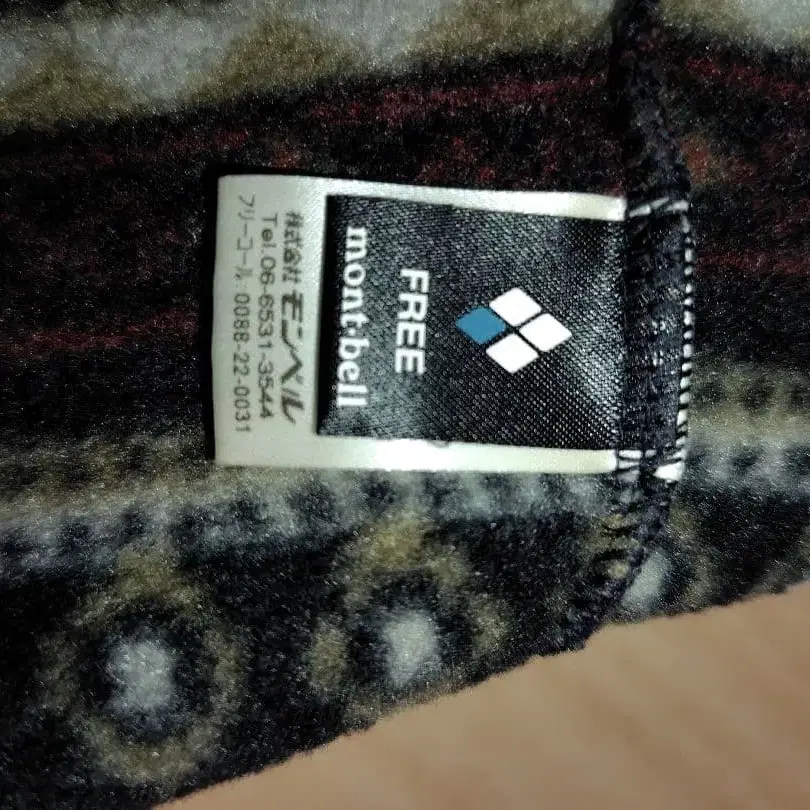 FREE
mont·bell
株式会社 モンベル
Tel.06-6531-3544
フリーコール. 0088-22-0031